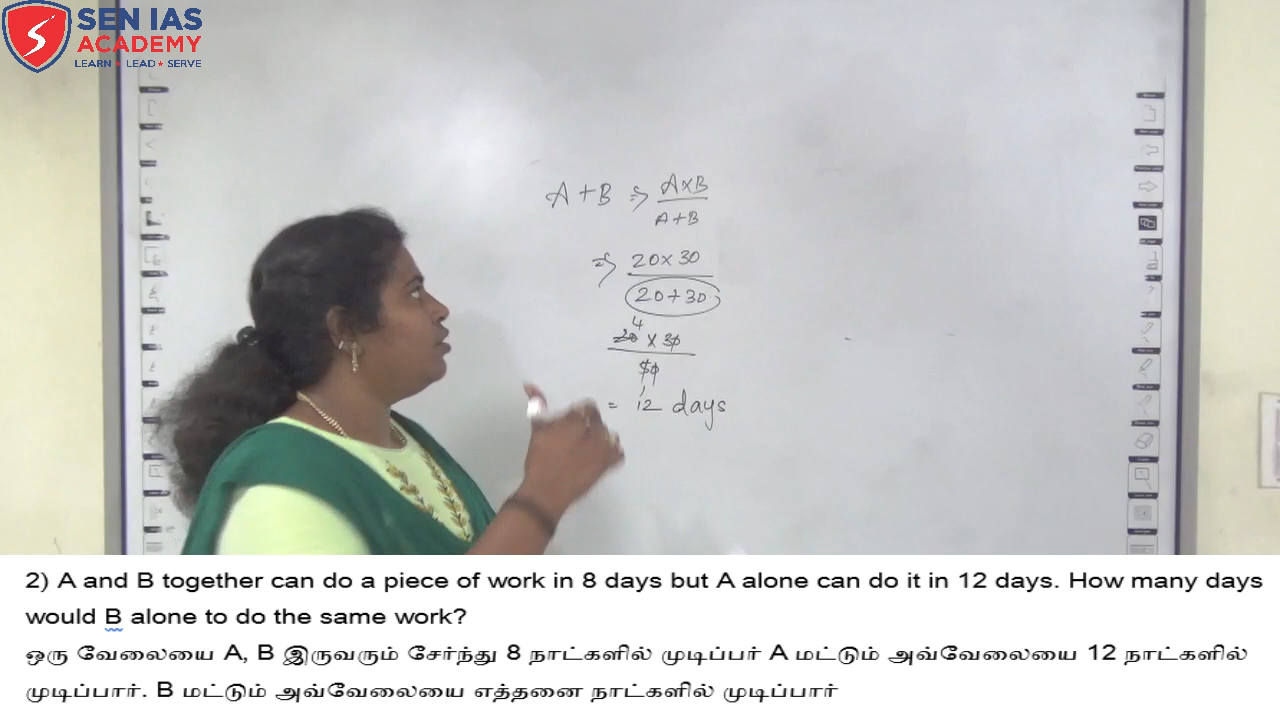 SEN IAS
ACADEMY
LEARN ★ LEAD ★ SERVE
A + B ⇒ A×B
A+B
⇒ 20 × 30
20 + 30
4
20 × 30
50
1
= 12 days
2) A and B together can do a piece of work in 8 days but A alone can do it in 12 days. How many days
would B alone to do the same work?
ஒரு வேலையை A, B இருவரும் சேர்ந்து 8 நாட்களில் முடிப்பர் A மட்டும் அவ்வேலையை 12 நாட்களில்
முடிப்பார். B மட்டும் அவ்வேலையை எத்தனை நாட்களில் முடிப்பார்